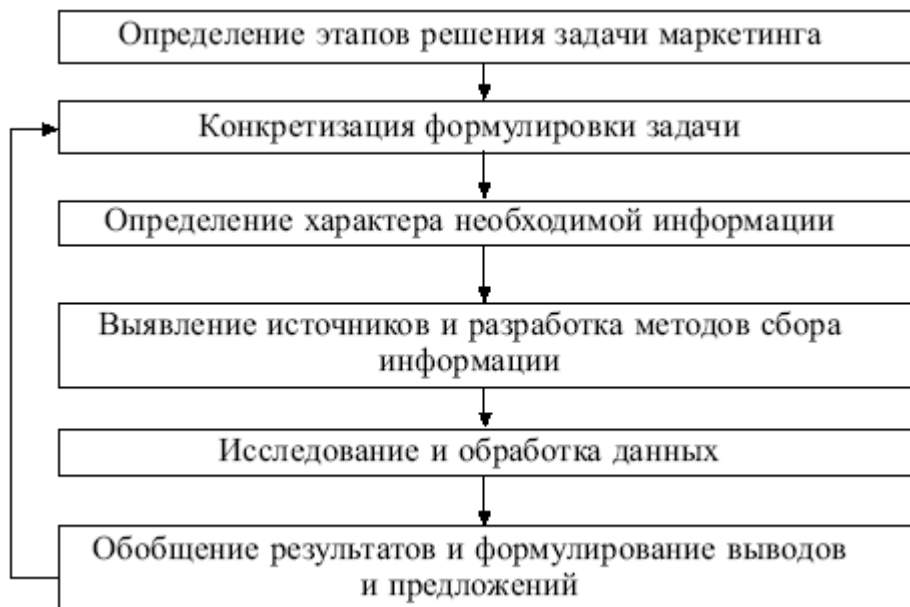 Определение этапов решения задачи маркетинга
Конкретизация формулировки задачи
Определение характера необходимой информации
Выявление источников и разработка методов сбора
информации
Исследование и обработка данных
Обобщение результатов и формулирование выводов
и предложений